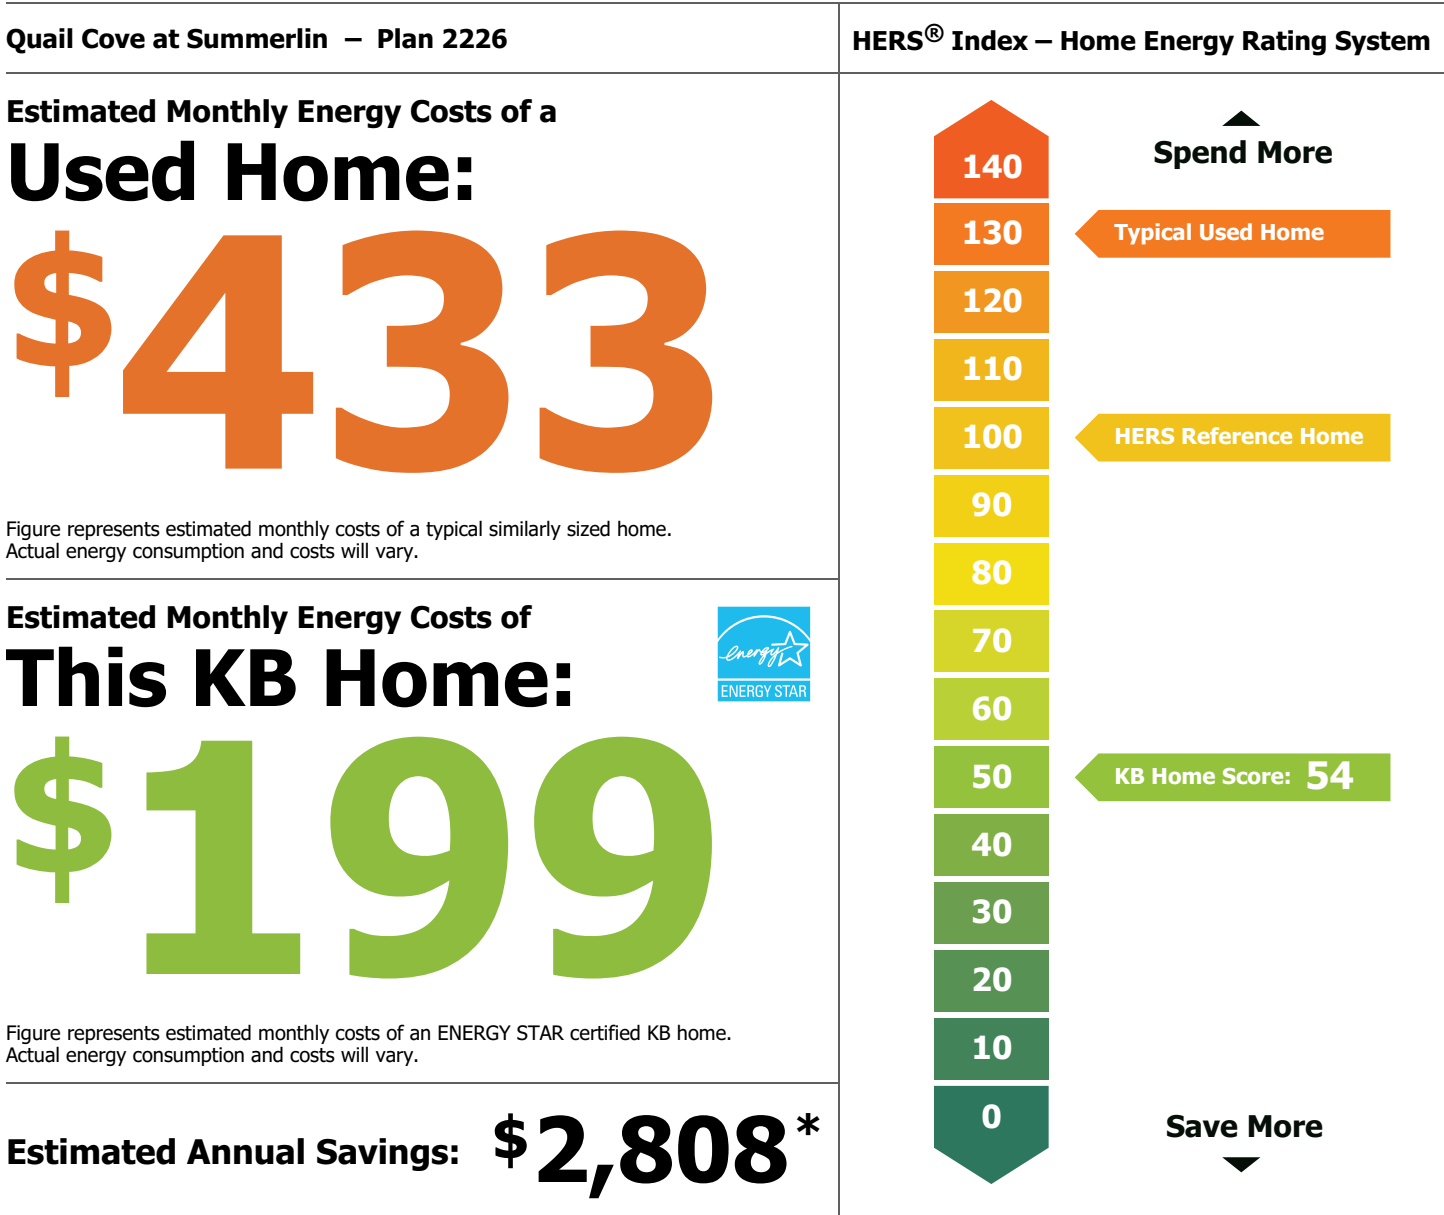 Quail Cove at Summerlin – Plan 2226
Estimated Monthly Energy Costs of a
Used Home:
$433
Figure represents estimated monthly costs of a typical similarly sized home.
Actual energy consumption and costs will vary.
Estimated Monthly Energy Costs of
This KB Home:
energy
ENERGY STAR
$199
Figure represents estimated monthly costs of an ENERGY STAR certified KB home.
Actual energy consumption and costs will vary.
Estimated Annual Savings: $2,808*
HERS® Index – Home Energy Rating System
Spend More
140
130 Typical Used Home
120
110
100 HERS Reference Home
90
80
70
60
50 KB Home Score: 54
40
30
20
10
0
Save More